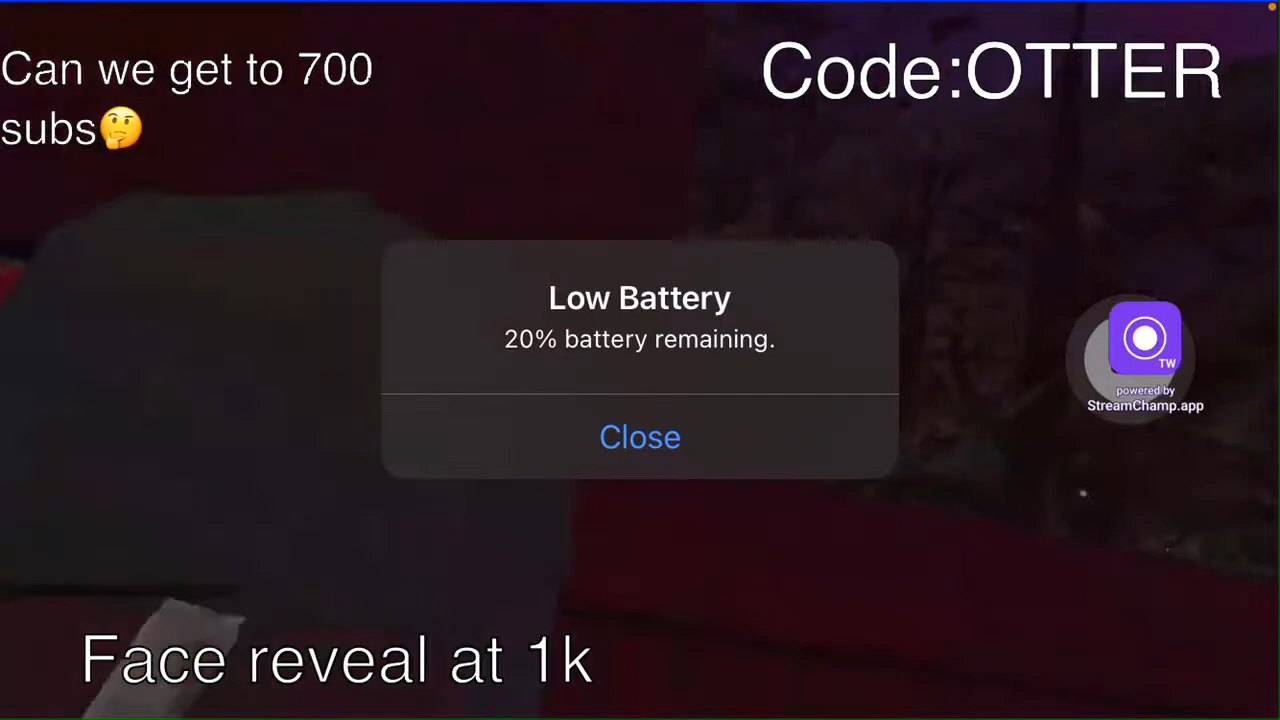 Can we get to 700
subs🤔
Code:OTTER
Low Battery
20% battery remaining.
Close
TW
powered by
StreamChamp.app
Face reveal at 1k